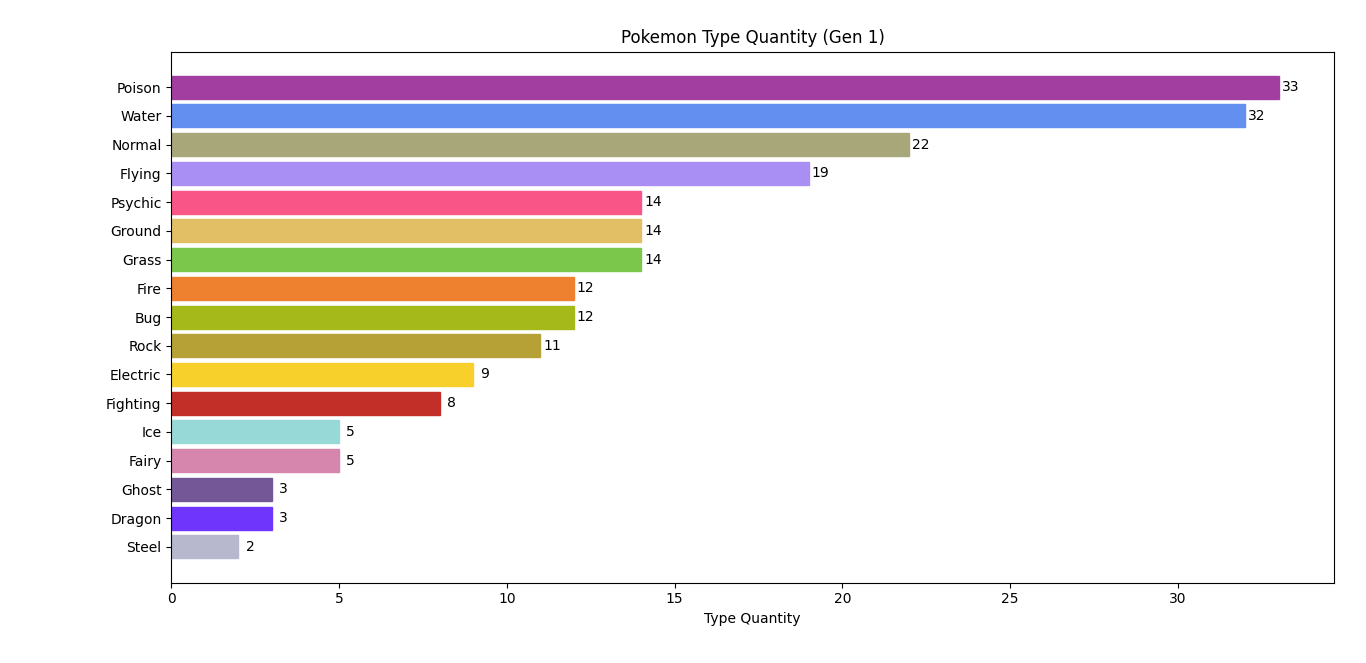 Pokemon Type Quantity (Gen 1)
Poison 33
Water 32
Normal 22
Flying 19
Psychic 14
Ground 14
Grass 14
Fire 12
Bug 12
Rock 11
Electric 9
Fighting 8
Ice 5
Fairy 5
Ghost 3
Dragon 3
Steel 2
0 5 10 15 20 25 30
Type Quantity